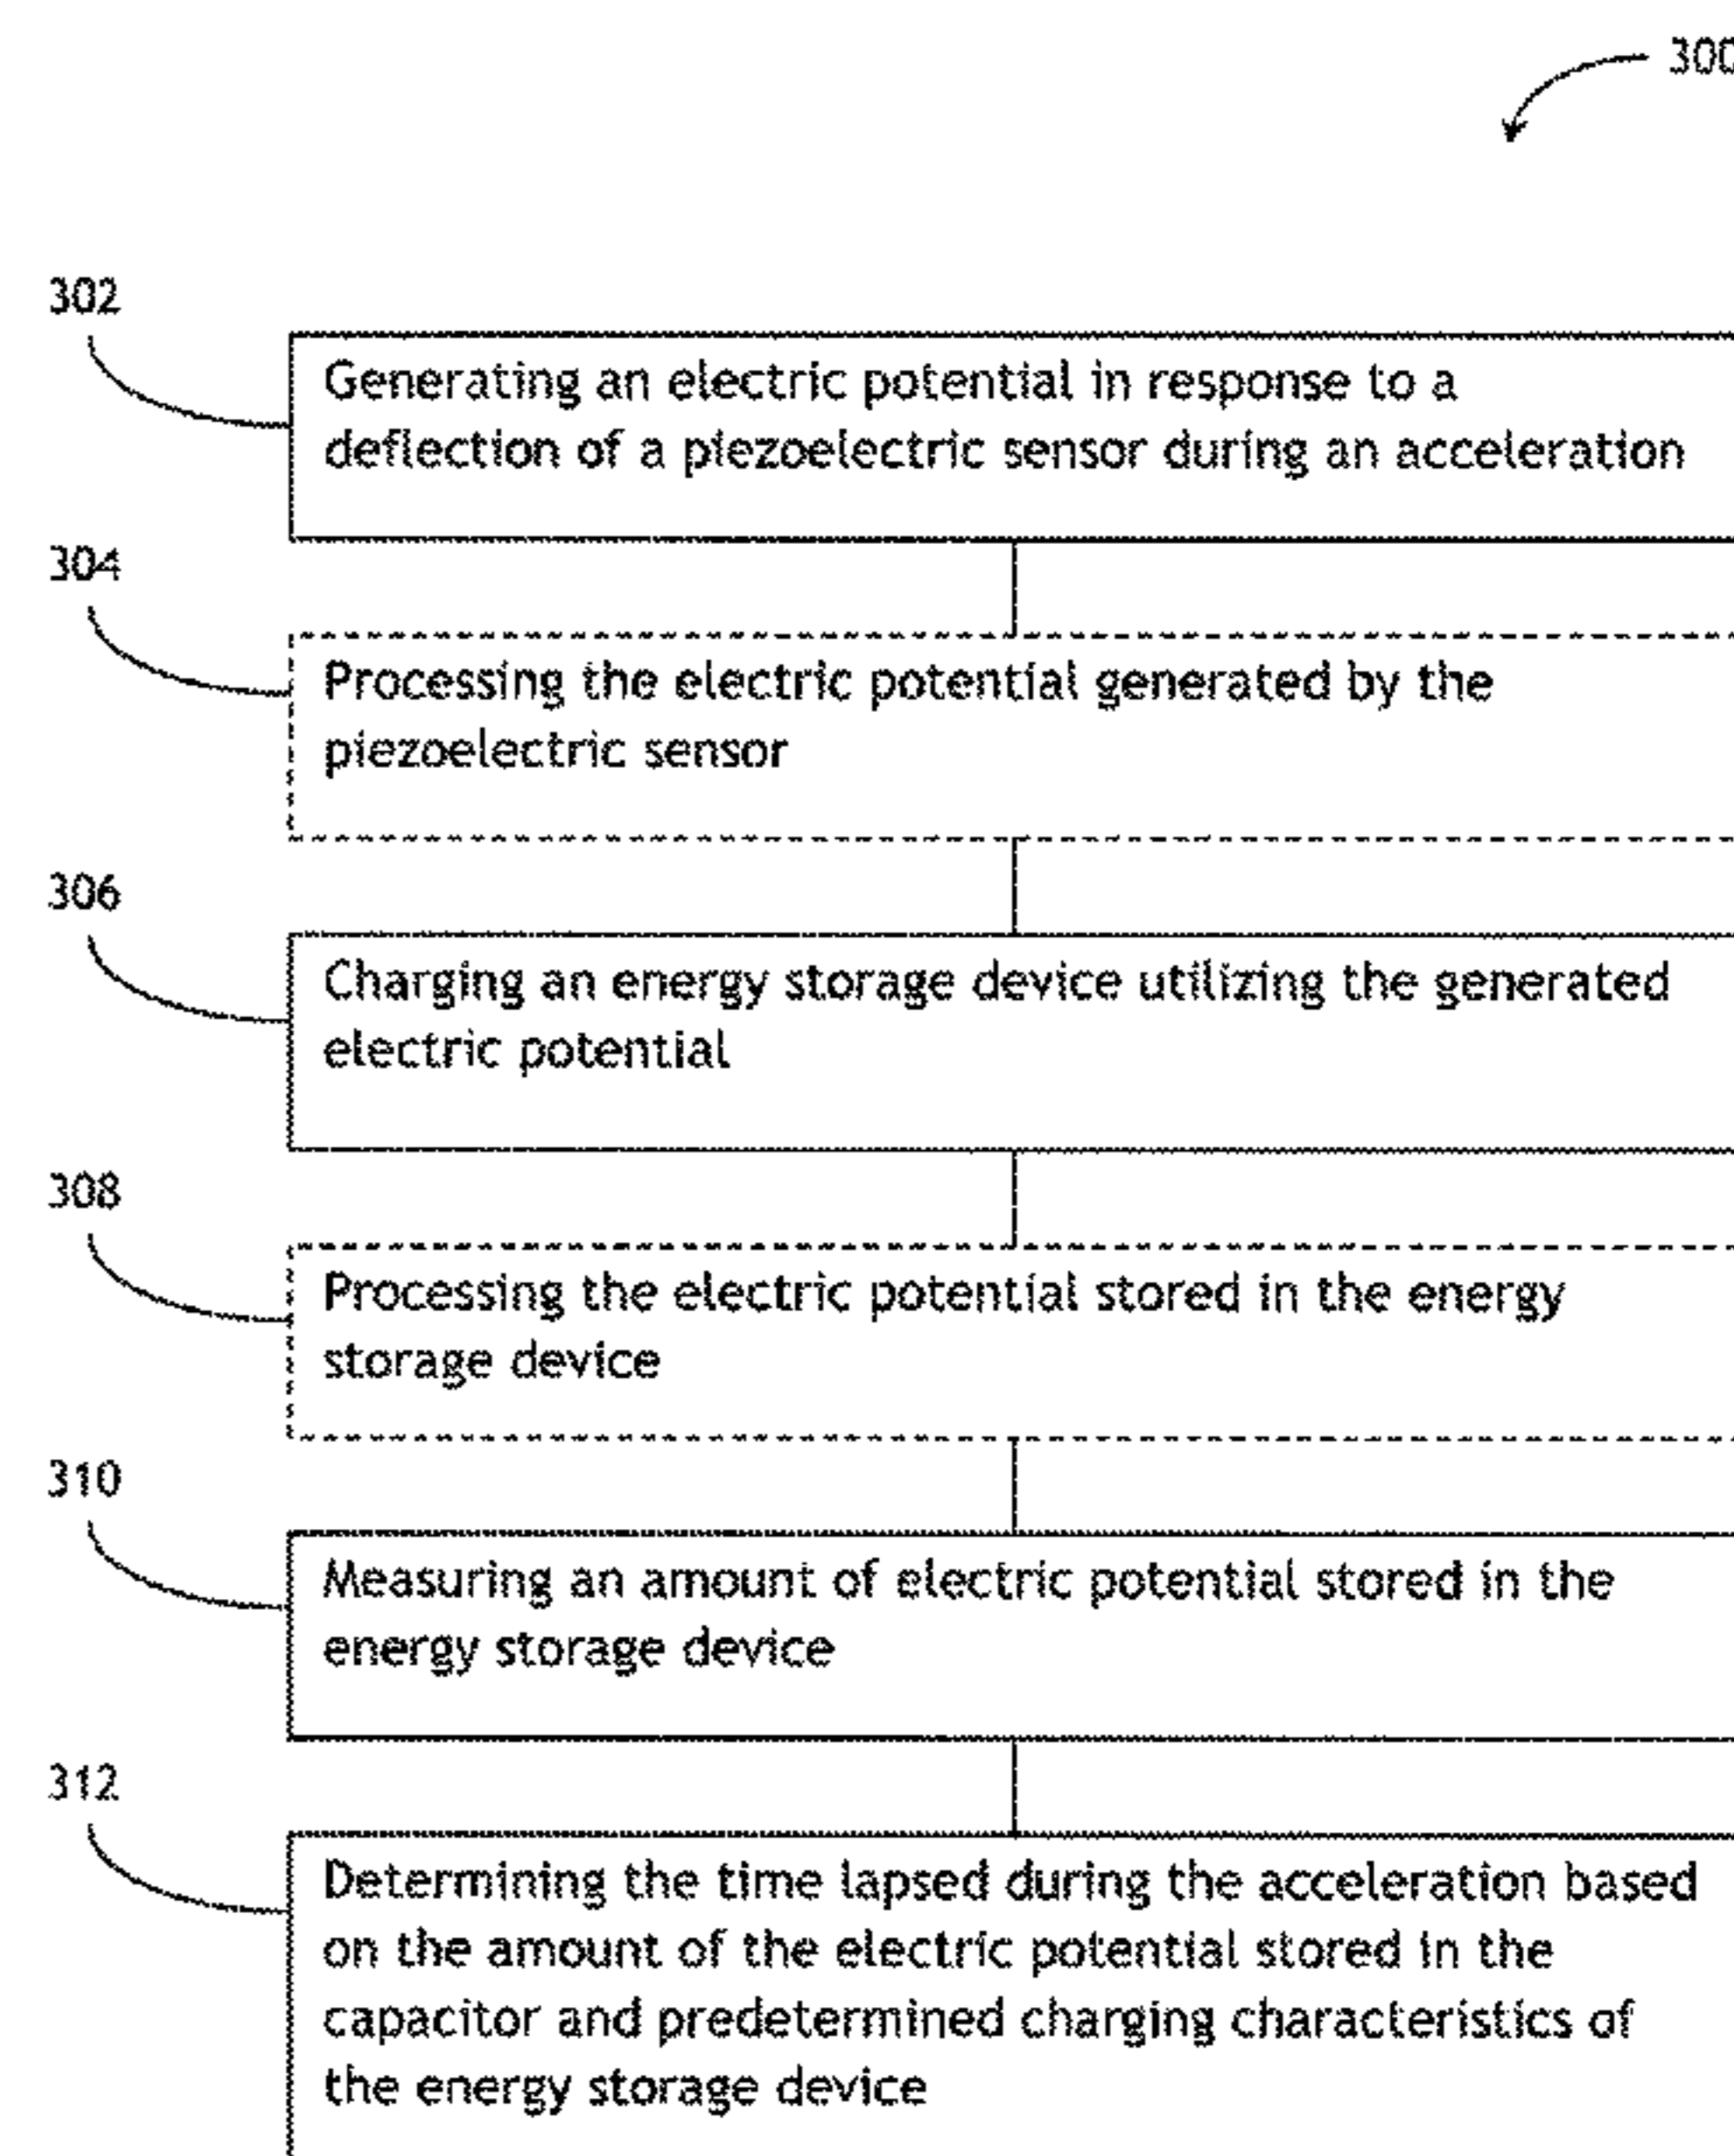 300
302
Generating an electric potential in response to a
deflection of a piezoelectric sensor during an acceleration
304
Processing the electric potential generated by the
piezoelectric sensor
306
Charging an energy storage device utilizing the generated
electric potential
308
Processing the electric potential stored in the energy
storage device
310
Measuring an amount of electric potential stored in the
energy storage device
312
Determining the time lapsed during the acceleration based
on the amount of the electric potential stored in the
capacitor and predetermined charging characteristics of
the energy storage device